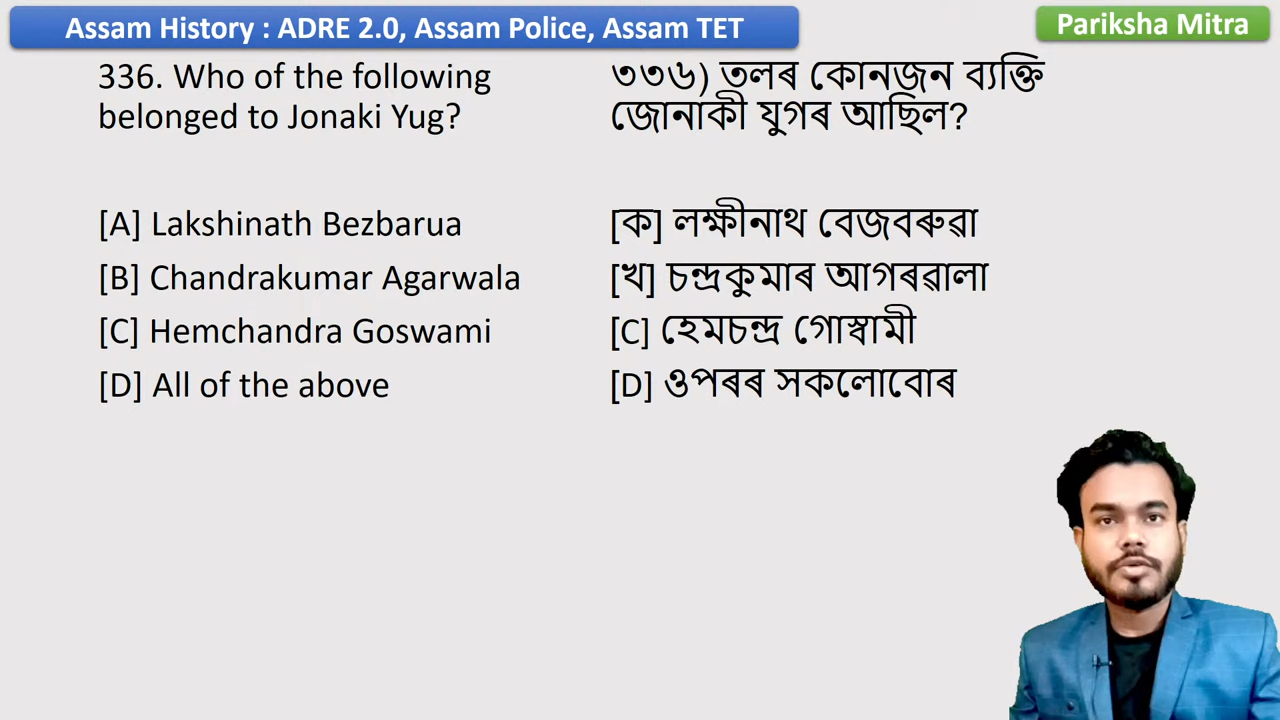 Assam History : ADRE 2.0, Assam Police, Assam TET
Pariksha Mitra
336. Who of the following
belonged to Jonaki Yug?
[A] Lakshinath Bezbarua
[B] Chandrakumar Agarwala
[C] Hemchandra Goswami
[D] All of the above
৩৩৬) তলৰ কোনজন ব্যক্তি
জোনাকী যুগৰ আছিল?
[ক] লক্ষীনাথ বেজবৰুৱা
[খ] চন্দ্ৰকুমাৰ আগৰৱালা
[C] হেমচন্দ্ৰ গোস্বামী
[D] ওপৰৰ সকলোবোৰ